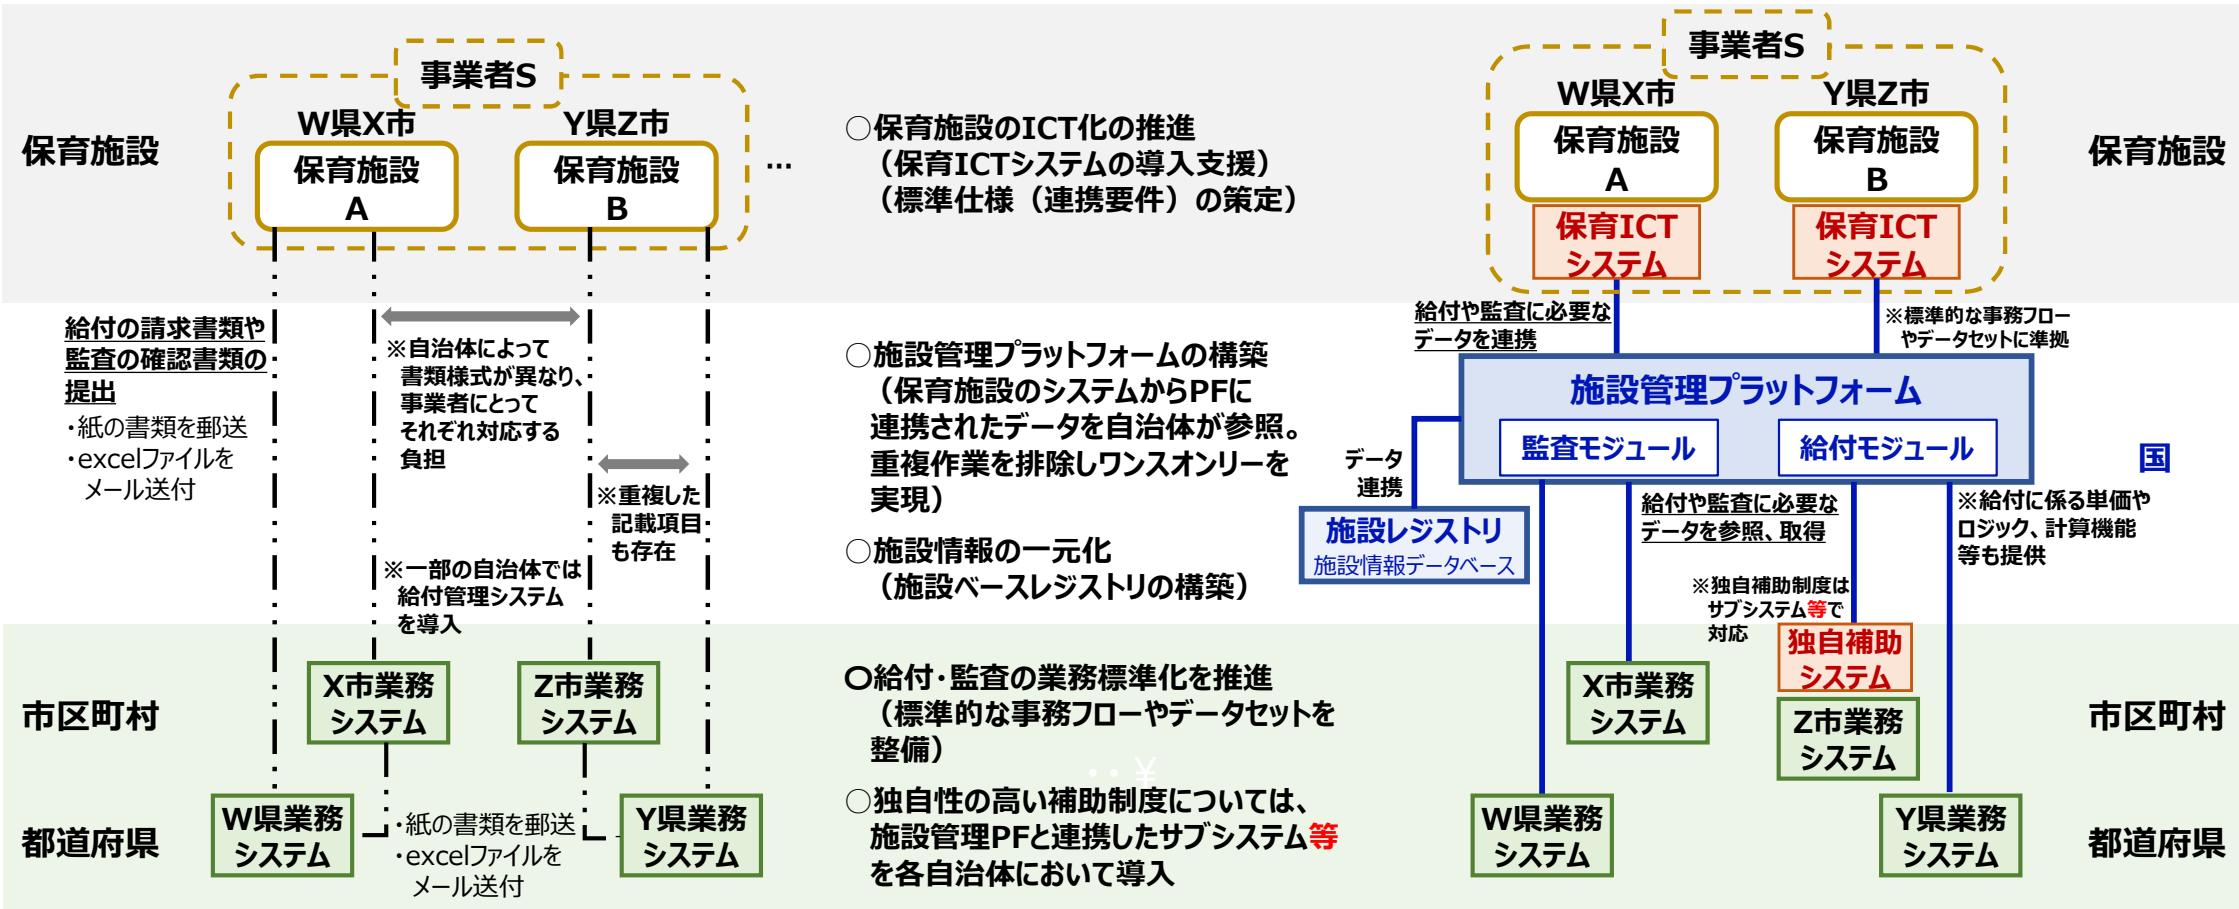 保育施設
事業者S
W県X市
Y県Z市
保育施設
A
保育施設
B
…
給付の請求書類や
監査の確認書類の
提出
・紙の書類を郵送
・excelファイルを
メール送付
※自治体によって
書類様式が異なり、
事業者にとって
それぞれ対応する
負担
※重複した
記載項目
も存在
※一部の自治体では
給付管理システム
を導入
市区町村
X市業務
システム
Z市業務
システム
都道府県
W県業務
システム
・紙の書類を郵送
・excelファイルを
メール送付
Y県業務
システム
○保育施設のICT化の推進
（保育ICTシステムの導入支援）
（標準仕様（連携要件）の策定）
○施設管理プラットフォームの構築
（保育施設のシステムからPFに
連携されたデータを自治体が参照。
重複作業を排除しワンスオンリーを
実現）
○施設情報の一元化
（施設ベースレジストリの構築）
〇給付・監査の業務標準化を推進
（標準的な事務フローやデータセットを
整備）
・・￥
○独自性の高い補助制度については、
施設管理PFと連携したサブシステム等
を各自治体において導入
事業者S
W県X市
Y県Z市
保育施設
A
保育施設
B
保育ICT
システム
保育ICT
システム
保育施設
給付や監査に必要な
データを連携
※標準的な事務フロー
やデータセットに準拠
施設管理プラットフォーム
監査モジュール
給付モジュール
国
データ
連携
施設レジストリ
施設情報データベース
給付や監査に必要な
データを参照、取得
※給付に係る単価や
ロジック、計算機能
等も提供
※独自補助制度は
サブシステム等で
対応
独自補助
システム
X市業務
システム
Z市業務
システム
市区町村
W県業務
システム
Y県業務
システム
都道府県